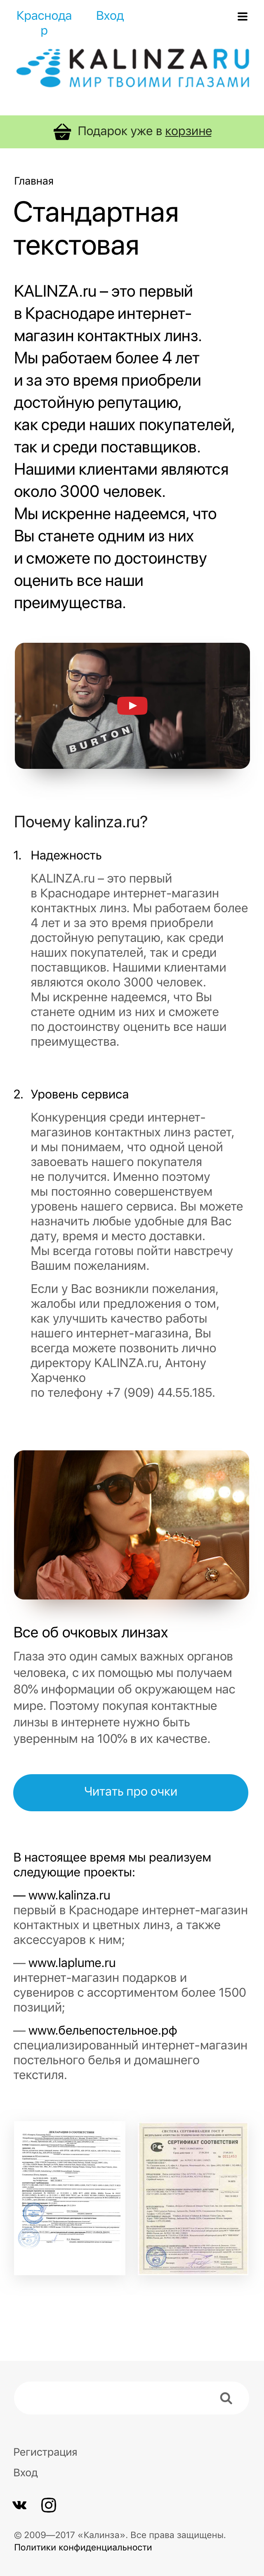 Краснода
р
Вход
KALINZARU
МИР ТВОИМИ ГЛАЗАМИ
Подарок уже в корзине
Главная
Стандартная
текстовая
KALINZA.ru – это первый
в Краснодаре интернет-
магазин контактных линз.
Мы работаем более 4 лет
и за это время приобрели
достойную репутацию,
как среди наших покупателей,
так и среди поставщиков.
Нашими клиентами являются
около 3000 человек.
Мы искренне надеемся, что
Вы станете одним из них
и сможете по достоинству
оценить все наши
преимущества.
BURTON
Почему kalinza.ru?
1. Надежность
KALINZA.ru – это первый
в Краснодаре интернет-магазин
контактных линз. Мы работаем более
4 лет и за это время приобрели
достойную репутацию, как среди
наших покупателей, так и среди
поставщиков. Нашими клиентами
являются около 3000 человек.
Мы искренне надеемся, что Вы
станете одним из них и сможете
по достоинству оценить все наши
преимущества.
2. Уровень сервиса
Конкуренция среди интернет-
магазинов контактных линз растет,
и мы понимаем, что одной ценой
завоевать нашего покупателя
не получится. Именно поэтому
мы постоянно совершенствуем
уровень нашего сервиса. Вы можете
назначить любые удобные для Вас
дату, время и место доставки.
Мы всегда готовы пойти навстречу
Вашим пожеланиям.
Если у Вас возникли пожелания,
жалобы или предложения о том,
как улучшить качество работы
нашего интернет-магазина, Вы
всегда можете позвонить лично
директору KALINZA.ru, Антону
Харченко
по телефону +7 (909) 44.55.185.
Все об очковых линзах
Глаза это один самых важных органов
человека, с их помощью мы получаем
80% информации об окружающем нас
мире. Поэтому покупая контактные
линзы в интернете нужно быть
уверенным на 100% в их качестве.
Читать про очки
В настоящее время мы реализуем
следующие проекты:
— www.kalinza.ru
первый в Краснодаре интернет-магазин
контактных и цветных линз, а также
аксессуаров к ним;
— www.laplume.ru
интернет-магазин подарков и
сувениров с ассортиментом более 1500
позиций;
— www.бельепостельное.рф
специализированный интернет-магазин
постельного белья и домашнего
текстиля.
СЕРТИФИКАТ СООТВЕТСТВИЯ
Регистрация
Вход
© 2009—2017 «Калинза». Все права защищены.
Политики конфиденциальности